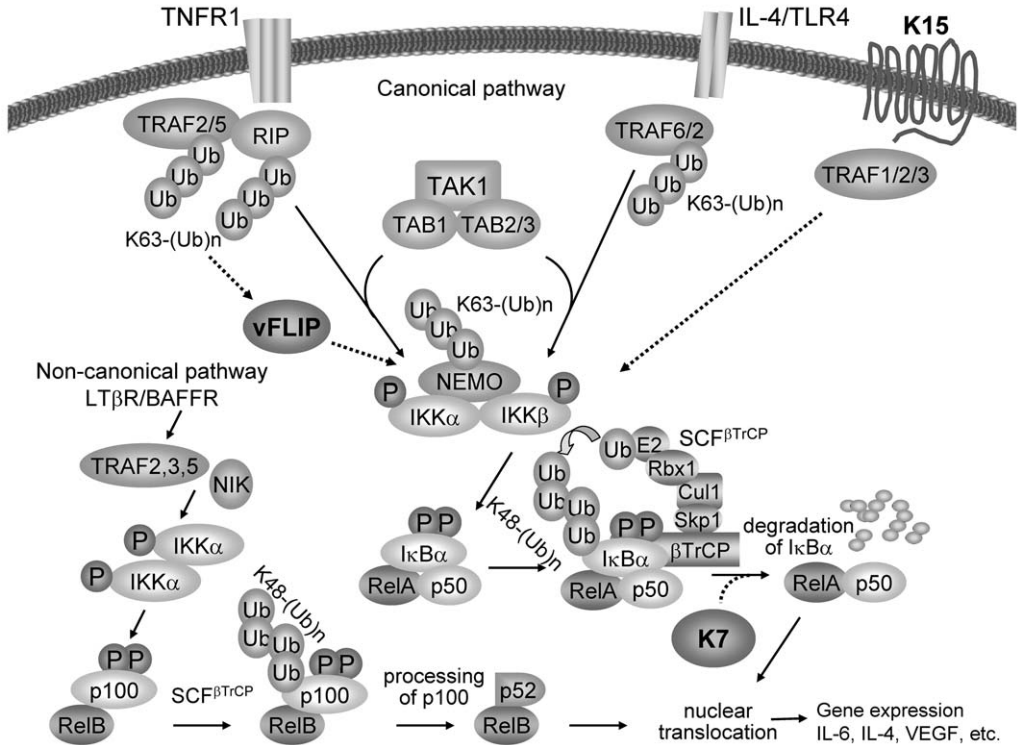 TNFR1
IL-4/TLR4
K15
Canonical pathway
TRAF2/5
RIP
Ub
Ub
Ub
Ub
Ub
Ub
K63-(Ub)n
TAK1
TAB1
TAB2/3
TRAF6/2
Ub
Ub
Ub
K63-(Ub)n
TRAF1/2/3
vFLIP
Ub
Ub
Ub
K63-(Ub)n
NEMO
P
P
IKKα
IKKβ
Non-canonical pathway
LTβR/BAFFR
TRAF2,3,5
NIK
P
IKKα
P
IKKα
Ub
E2
SCFβTrCP
Rbx1
Cul1
Skp1
βTrCP
Ub
Ub
Ub
Ub
K48-(Ub)n
PP
IκBα
RelA
p50
PP
IκBα
RelA
p50
degradation
of IκBα
RelA
p50
K7
PP
p100
RelB
SCFβTrCP
K48-(Ub)n
Ub
Ub
Ub
Ub
PP
p100
RelB
processing
of p100
p52
RelB
nuclear
translocation
Gene expression
IL-6, IL-4, VEGF, etc.